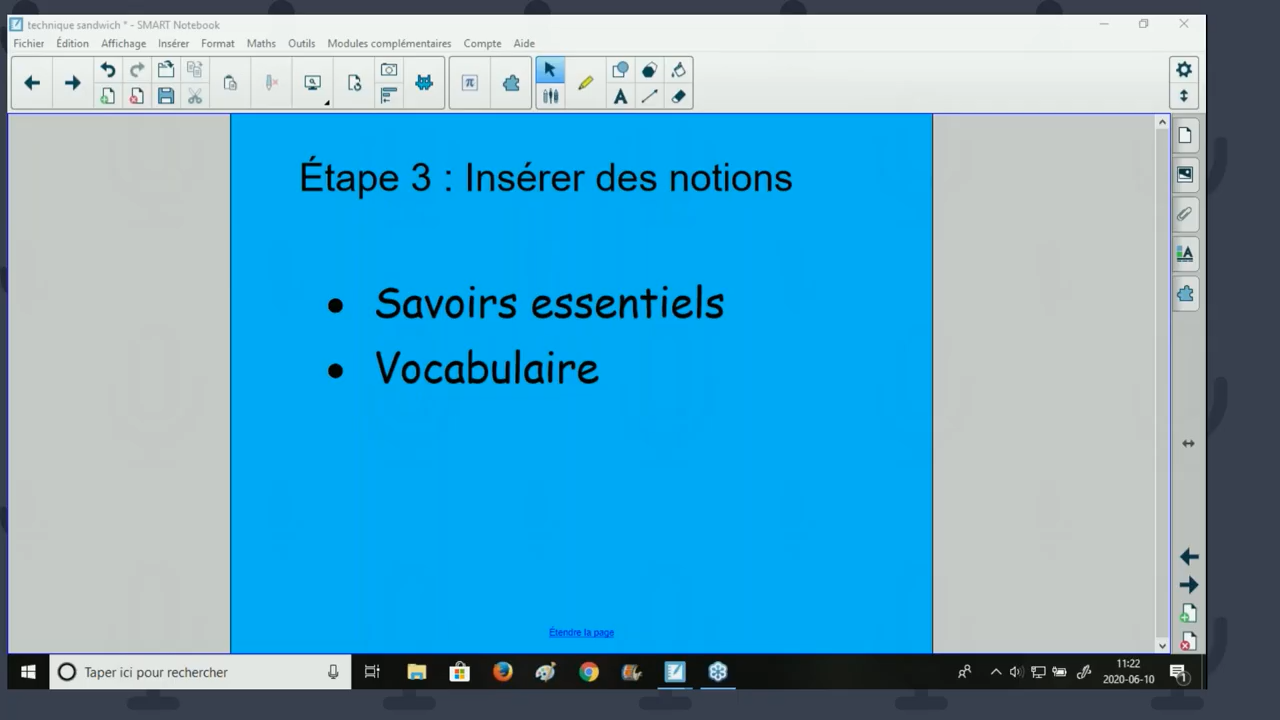 technique sandwich * - SMART Notebook
Fichier Édition Affichage Insérer Format Maths Outils Modules complémentaires Compte Aide
Étape 3 : Insérer des notions
• Savoirs essentiels
• Vocabulaire
Étendre la page
Taper ici pour rechercher
11:22
2020-06-10
1